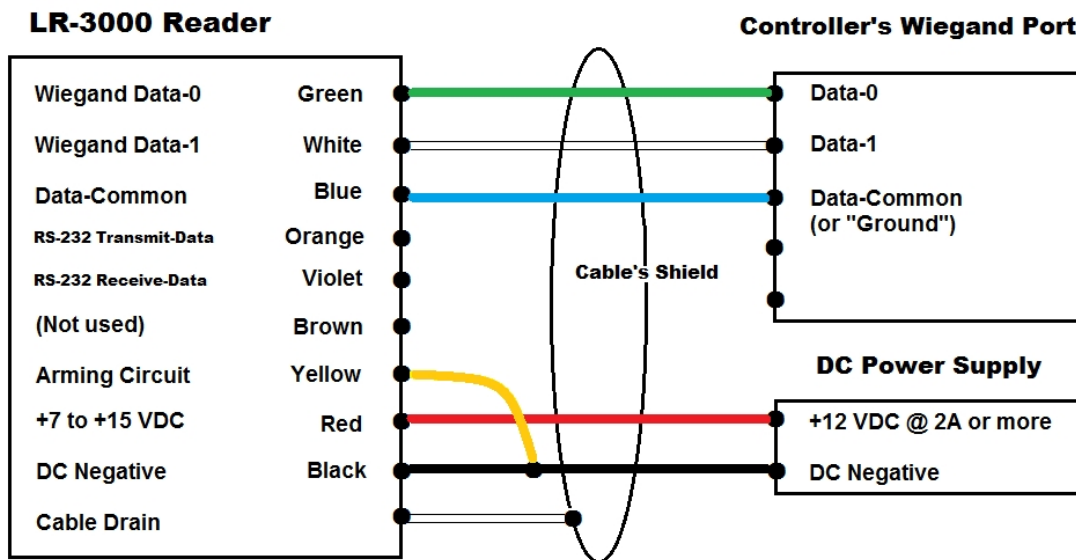 LR-3000 Reader
Controller's Wiegand Port
Wiegand Data-0 Green
Data-0
Wiegand Data-1 White
Data-1
Data-Common Blue
Data-Common
(or "Ground")
RS-232 Transmit-Data Orange
RS-232 Receive-Data Violet
Cable's Shield
(Not used) Brown
Arming Circuit Yellow
DC Power Supply
+7 to +15 VDC Red
+12 VDC @ 2A or more
DC Negative Black
DC Negative
Cable Drain